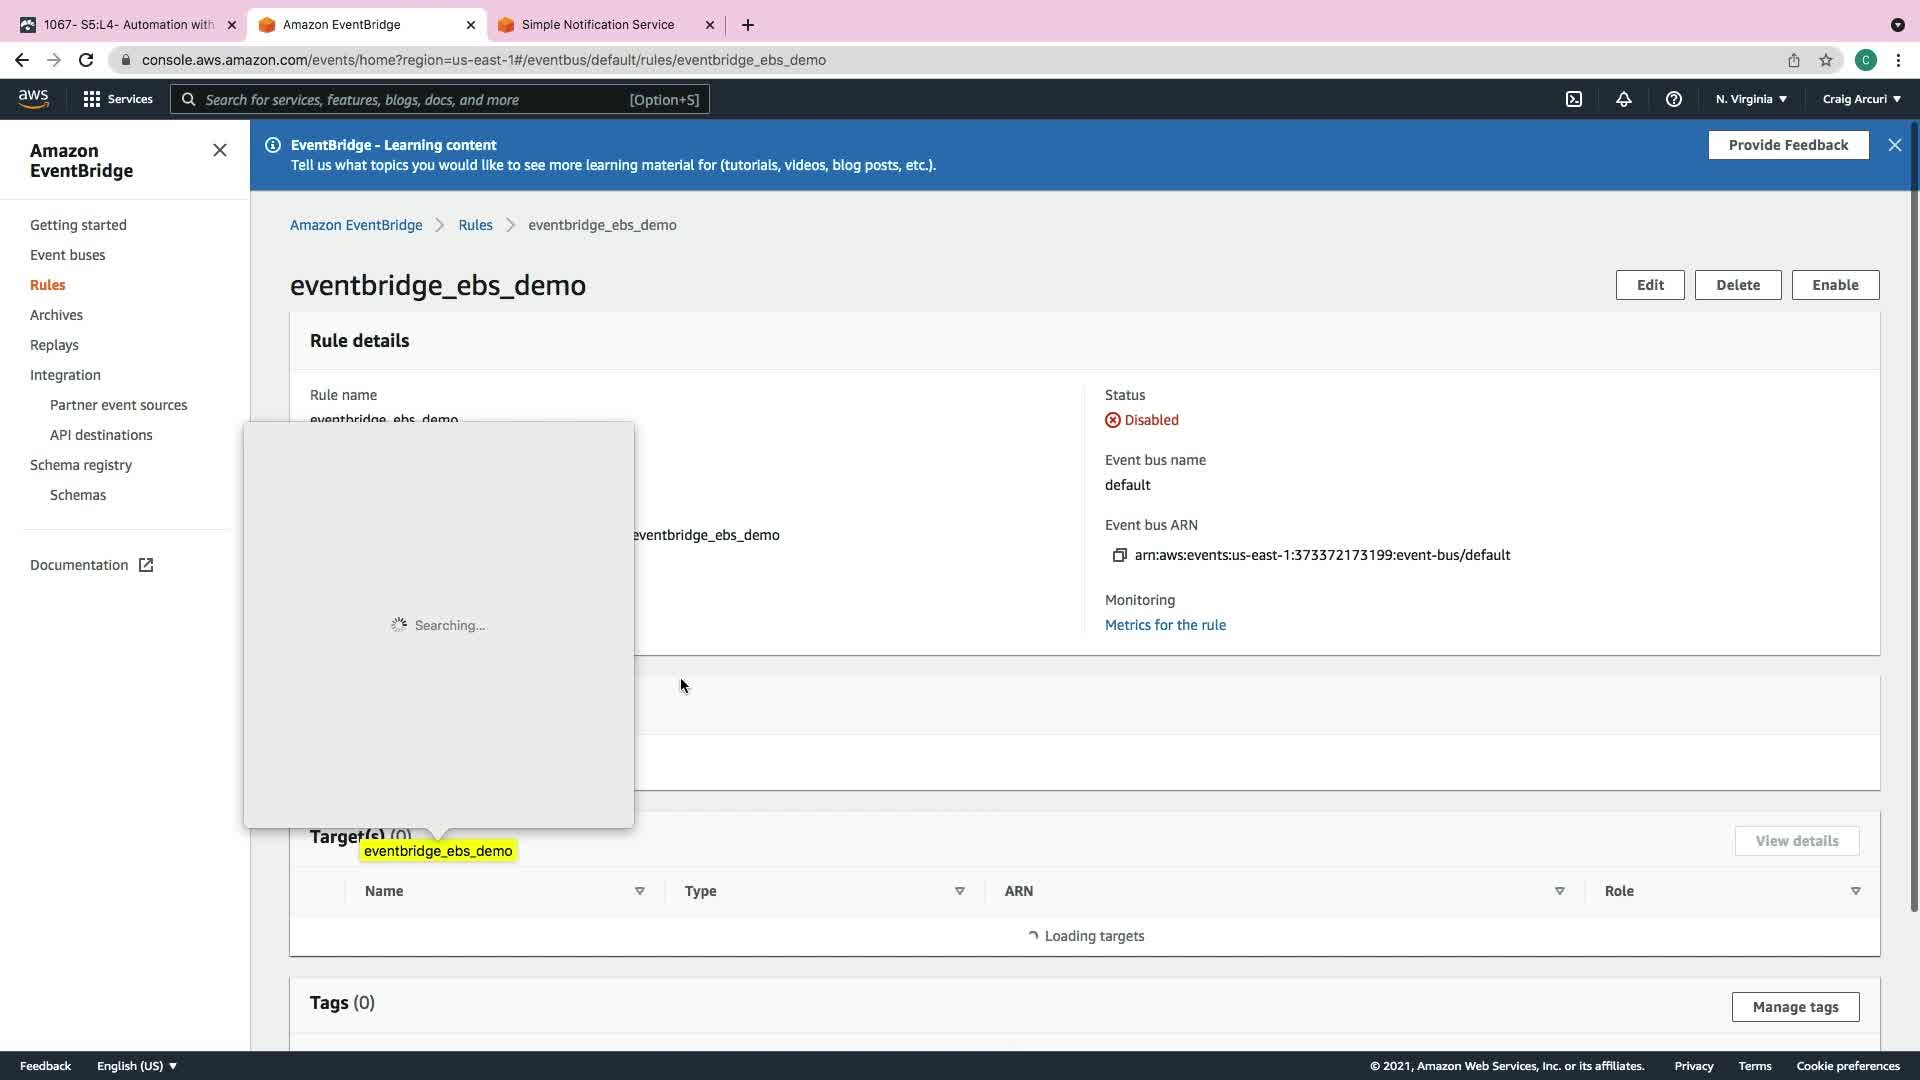 1067- S5:L4- Automation with
Amazon EventBridge
Simple Notification Service
console.aws.amazon.com/events/home?region=us-east-1#/eventbus/default/rules/eventbridge_ebs_demo
C
aws
Services
Search for services, features, blogs, docs, and more
[Option+S]
N. Virginia
Craig Arcuri
Amazon
EventBridge
Getting started
Event buses
Rules
Archives
Replays
Integration
Partner event sources
API destinations
Schema registry
Schemas
Documentation
EventBridge - Learning content
Tell us what topics you would like to see more learning material for (tutorials, videos, blog posts, etc.).
Provide Feedback
Amazon EventBridge
Rules
eventbridge_ebs_demo
eventbridge_ebs_demo
Edit
Delete
Enable
Rule details
Rule name
eventbridge_ebs_demo
eventbridge_ebs_demo
Status
Disabled
Event bus name
default
Event bus ARN
arn:aws:events:us-east-1:373372173199:event-bus/default
Monitoring
Metrics for the rule
Searching...
Target(s) (0)
eventbridge_ebs_demo
View details
Name
Type
ARN
Role
Loading targets
Tags (0)
Manage tags
Feedback
English (US)
© 2021, Amazon Web Services, Inc. or its affiliates.
Privacy
Terms
Cookie preferences